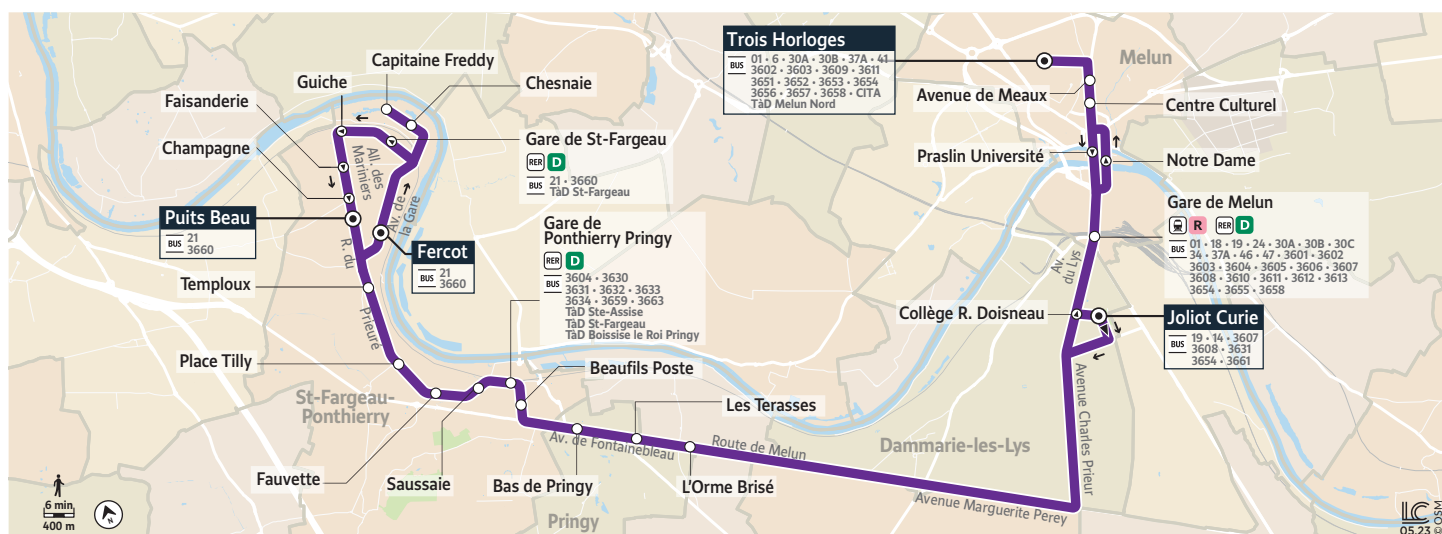 Capitaine Freddy
Guiche
Chesnaie
Faisanderie
Gare de St-Fargeau
RER D
BUS 21 • 3660
TàD St-Fargeau
Champagne
All. des
Mariniers
Av. de
la Gare
Puits Beau
BUS 21
3660
Fercot
BUS 21
3660
R. du
Prieuré
Gare de
Ponthierry Pringy
RER D
BUS 3604 • 3630
3631 • 3632 • 3633
3634 • 3659 • 3663
TàD Ste-Assise
TàD St-Fargeau
TàD Boissise le Roi Pringy
Temploux
Place Tilly
St-Fargeau-
Ponthierry
Fauvette
Saussaie
Beaufils Poste
Bas de Pringy
Les Terasses
L'Orme Brisé
Av. de Fontainebleau
Route de Melun
Pringy
Dammarie-les-Lys
Avenue Marguerite Perey
Avenue Charles Prieur
Trois Horloges
BUS 01 • 6 • 30A • 30B • 37A • 41
3602 • 3603 • 3609 • 3611
3651 • 3652 • 3653 • 3654
3656 • 3657 • 3658 • CITA
TàD Melun Nord
Melun
Avenue de Meaux
Centre Culturel
Praslin Université
Notre Dame
Gare de Melun
R RER D
BUS 01 • 18 • 19 • 24 • 30A • 30B • 30C
34 • 37A • 46 • 47 • 3601 • 3602
3603 • 3604 • 3605 • 3606 • 3607
3608 • 3610 • 3611 • 3612 • 3613
3654 • 3655 • 3658
Av.
du Lys
Collège R. Doisneau
Joliot Curie
BUS 19 • 14 • 3607
3608 • 3631
3654 • 3661
6 min
400 m
N
LC
05.23 © OSM